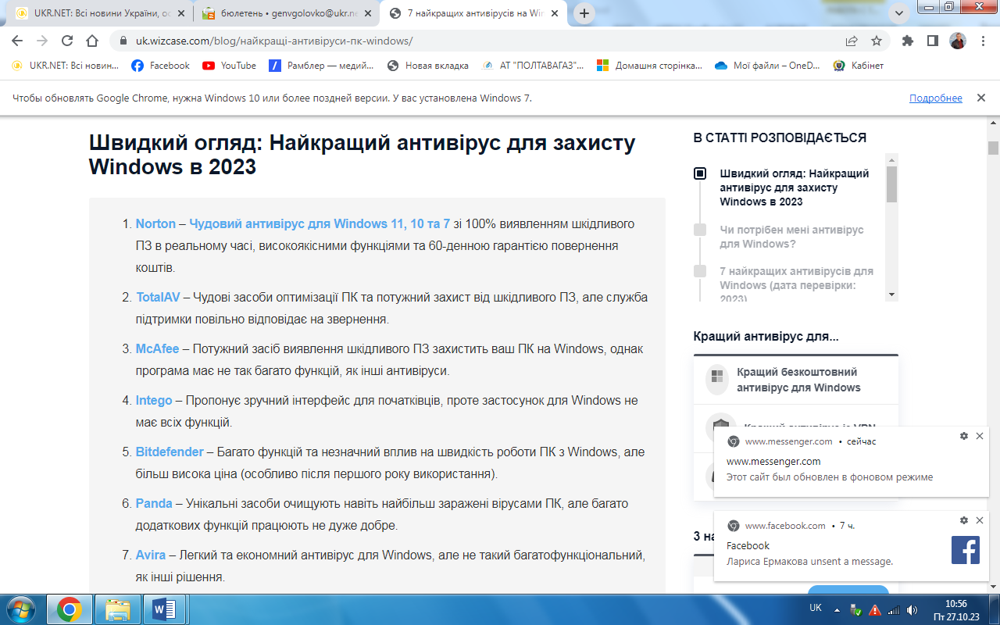 UKR.NET: Всі новини України, ос
бюлетень • genvgolovko@ukr.ne
7 найкращих антивірусів на Win
uk.wizcase.com/blog/найкращі-антивіруси-пк-windows/
UKR.NET: Всі новин...
Facebook
YouTube
Рамблер — медий...
Новая вкладка
АТ "ПОЛТАВАГАЗ"...
Домашня сторінка...
Мої файли – OneD...
Кабінет
Чтобы обновлять Google Chrome, нужна Windows 10 или более поздней версии. У вас установлена Windows 7.
Подробнее
Швидкий огляд: Найкращий антивірус для захисту
Windows в 2023
1. Norton – Чудовий антивірус для Windows 11, 10 та 7 зі 100% виявленням шкідливого
ПЗ в реальному часі, високоякісними функціями та 60-денною гарантією повернення
коштів.
2. TotalAV – Чудові засоби оптимізації ПК та потужний захист від шкідливого ПЗ, але служба
підтримки повільно відповідає на звернення.
3. McAfee – Потужний засіб виявлення шкідливого ПЗ захистить ваш ПК на Windows, однак
програма має не так багато функцій, як інші антивіруси.
4. Intego – Пропонує зручний інтерфейс для початківців, проте застосунок для Windows не
має всіх функцій.
5. Bitdefender – Багато функцій та незначний вплив на швидкість роботи ПК з Windows, але
більш висока ціна (особливо після першого року використання).
6. Panda – Унікальні засоби очищують навіть найбільш заражені вірусами ПК, але багато
додаткових функцій працюють не дуже добре.
7. Avira – Легкий та економний антивірус для Windows, але не такий багатофункціональний,
як інші рішення.
В СТАТТІ РОЗПОВІДАЄТЬСЯ
Швидкий огляд: Найкращий
антивірус для захисту
Windows в 2023
Чи потрібен мені антивірус
для Windows?
7 найкращих антивірусів для
Windows (дата перевірки:
2023)
Кращий антивірус для...
Кращий безкоштовний
антивірус для Windows
Кращий антивірус із VPN
www.messenger.com • сейчас
www.messenger.com
Этот сайт был обновлен в фоновом режиме
3 на
www.facebook.com • 7 ч.
Facebook
Лариса Ермакова unsent a message.
UK
10:56
Пт 27.10.23